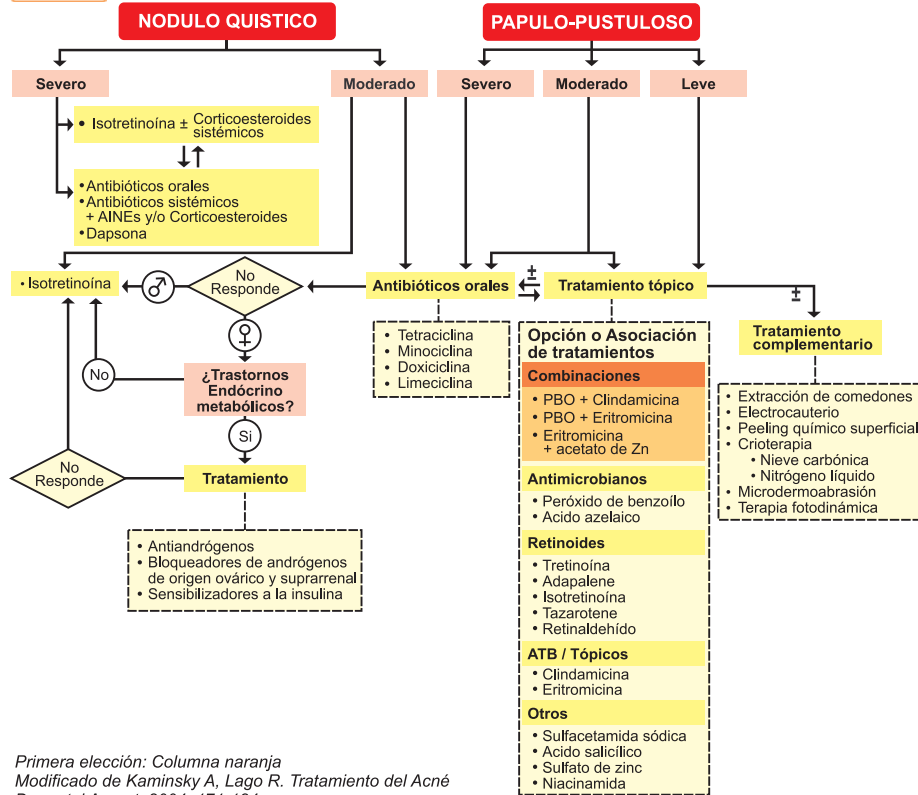 NODULO QUISTICO
PAPULO-PUSTULOSO
Severo
Moderado
Severo
Moderado
Leve
• Isotretinoína ± Corticoesteroides
sistémicos
•Antibióticos orales
•Antibióticos sistémicos
+ AINEs y/o Corticoesteroides
•Dapsona
• Isotretinoína
♂
No
Responde
Antibióticos orales
±
Tratamiento tópico
±
♀
• Tetraciclina
• Minociclina
• Doxiciclina
• Limeciclina
Tratamiento
complementario
No
¿Trastornos
Endócrino
metabólicos?
Si
No
Responde
Tratamiento
• Antiandrógenos
• Bloqueadores de andrógenos
de origen ovárico y suprarrenal
• Sensibilizadores a la insulina
Opción o Asociación
de tratamientos
Combinaciones
• PBO + Clindamicina
• PBO + Eritromicina
• Eritromicina
+ acetato de Zn
Antimicrobianos
• Peróxido de benzoílo
• Acido azelaico
Retinoides
• Tretinoína
• Adapalene
• Isotretinoína
• Tazarotene
• Retinaldehído
ATB / Tópicos
• Clindamicina
• Eritromicina
Otros
• Sulfacetamida sódica
• Acido salicílico
• Sulfato de zinc
• Niacinamida
• Extracción de comedones
• Electrocauterio
• Peeling químico superficial
• Crioterapia
• Nieve carbónica
• Nitrógeno líquido
• Microdermoabrasión
• Terapia fotodinámica
Primera elección: Columna naranja
Modificado de Kaminsky A, Lago R. Tratamiento del Acné